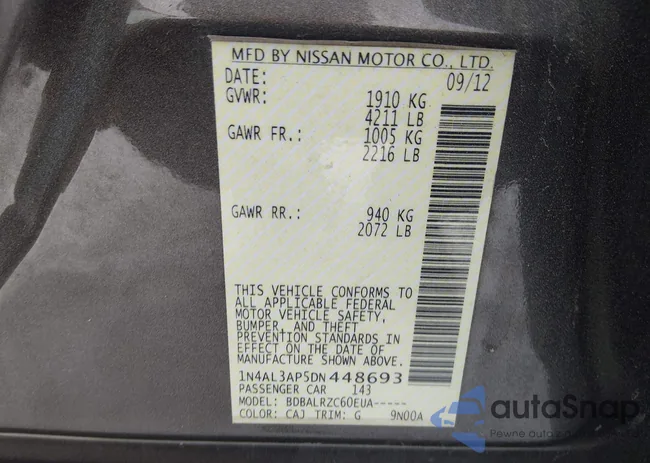 MFD BY NISSAN MOTOR CO., LTD.
DATE: 09/12
GVWR: 1910 KG
4211 LB
GAWR FR.: 1005 KG
2216 LB
GAWR RR.: 940 KG
2072 LB
THIS VEHICLE CONFORMS TO
ALL APPLICABLE FEDERAL
MOTOR VEHICLE SAFETY,
BUMPER, AND THEFT
PREVENTION STANDARDS IN
EFFECT ON THE DATE OF
MANUFACTURE SHOWN ABOVE.
1N4AL3AP5DN448693
PASSENGER CAR 143
MODEL: BDBALRZC60EUA-----
COLOR: CAJ TRIM: G 9N00A
autaSnap
Pewne auta z